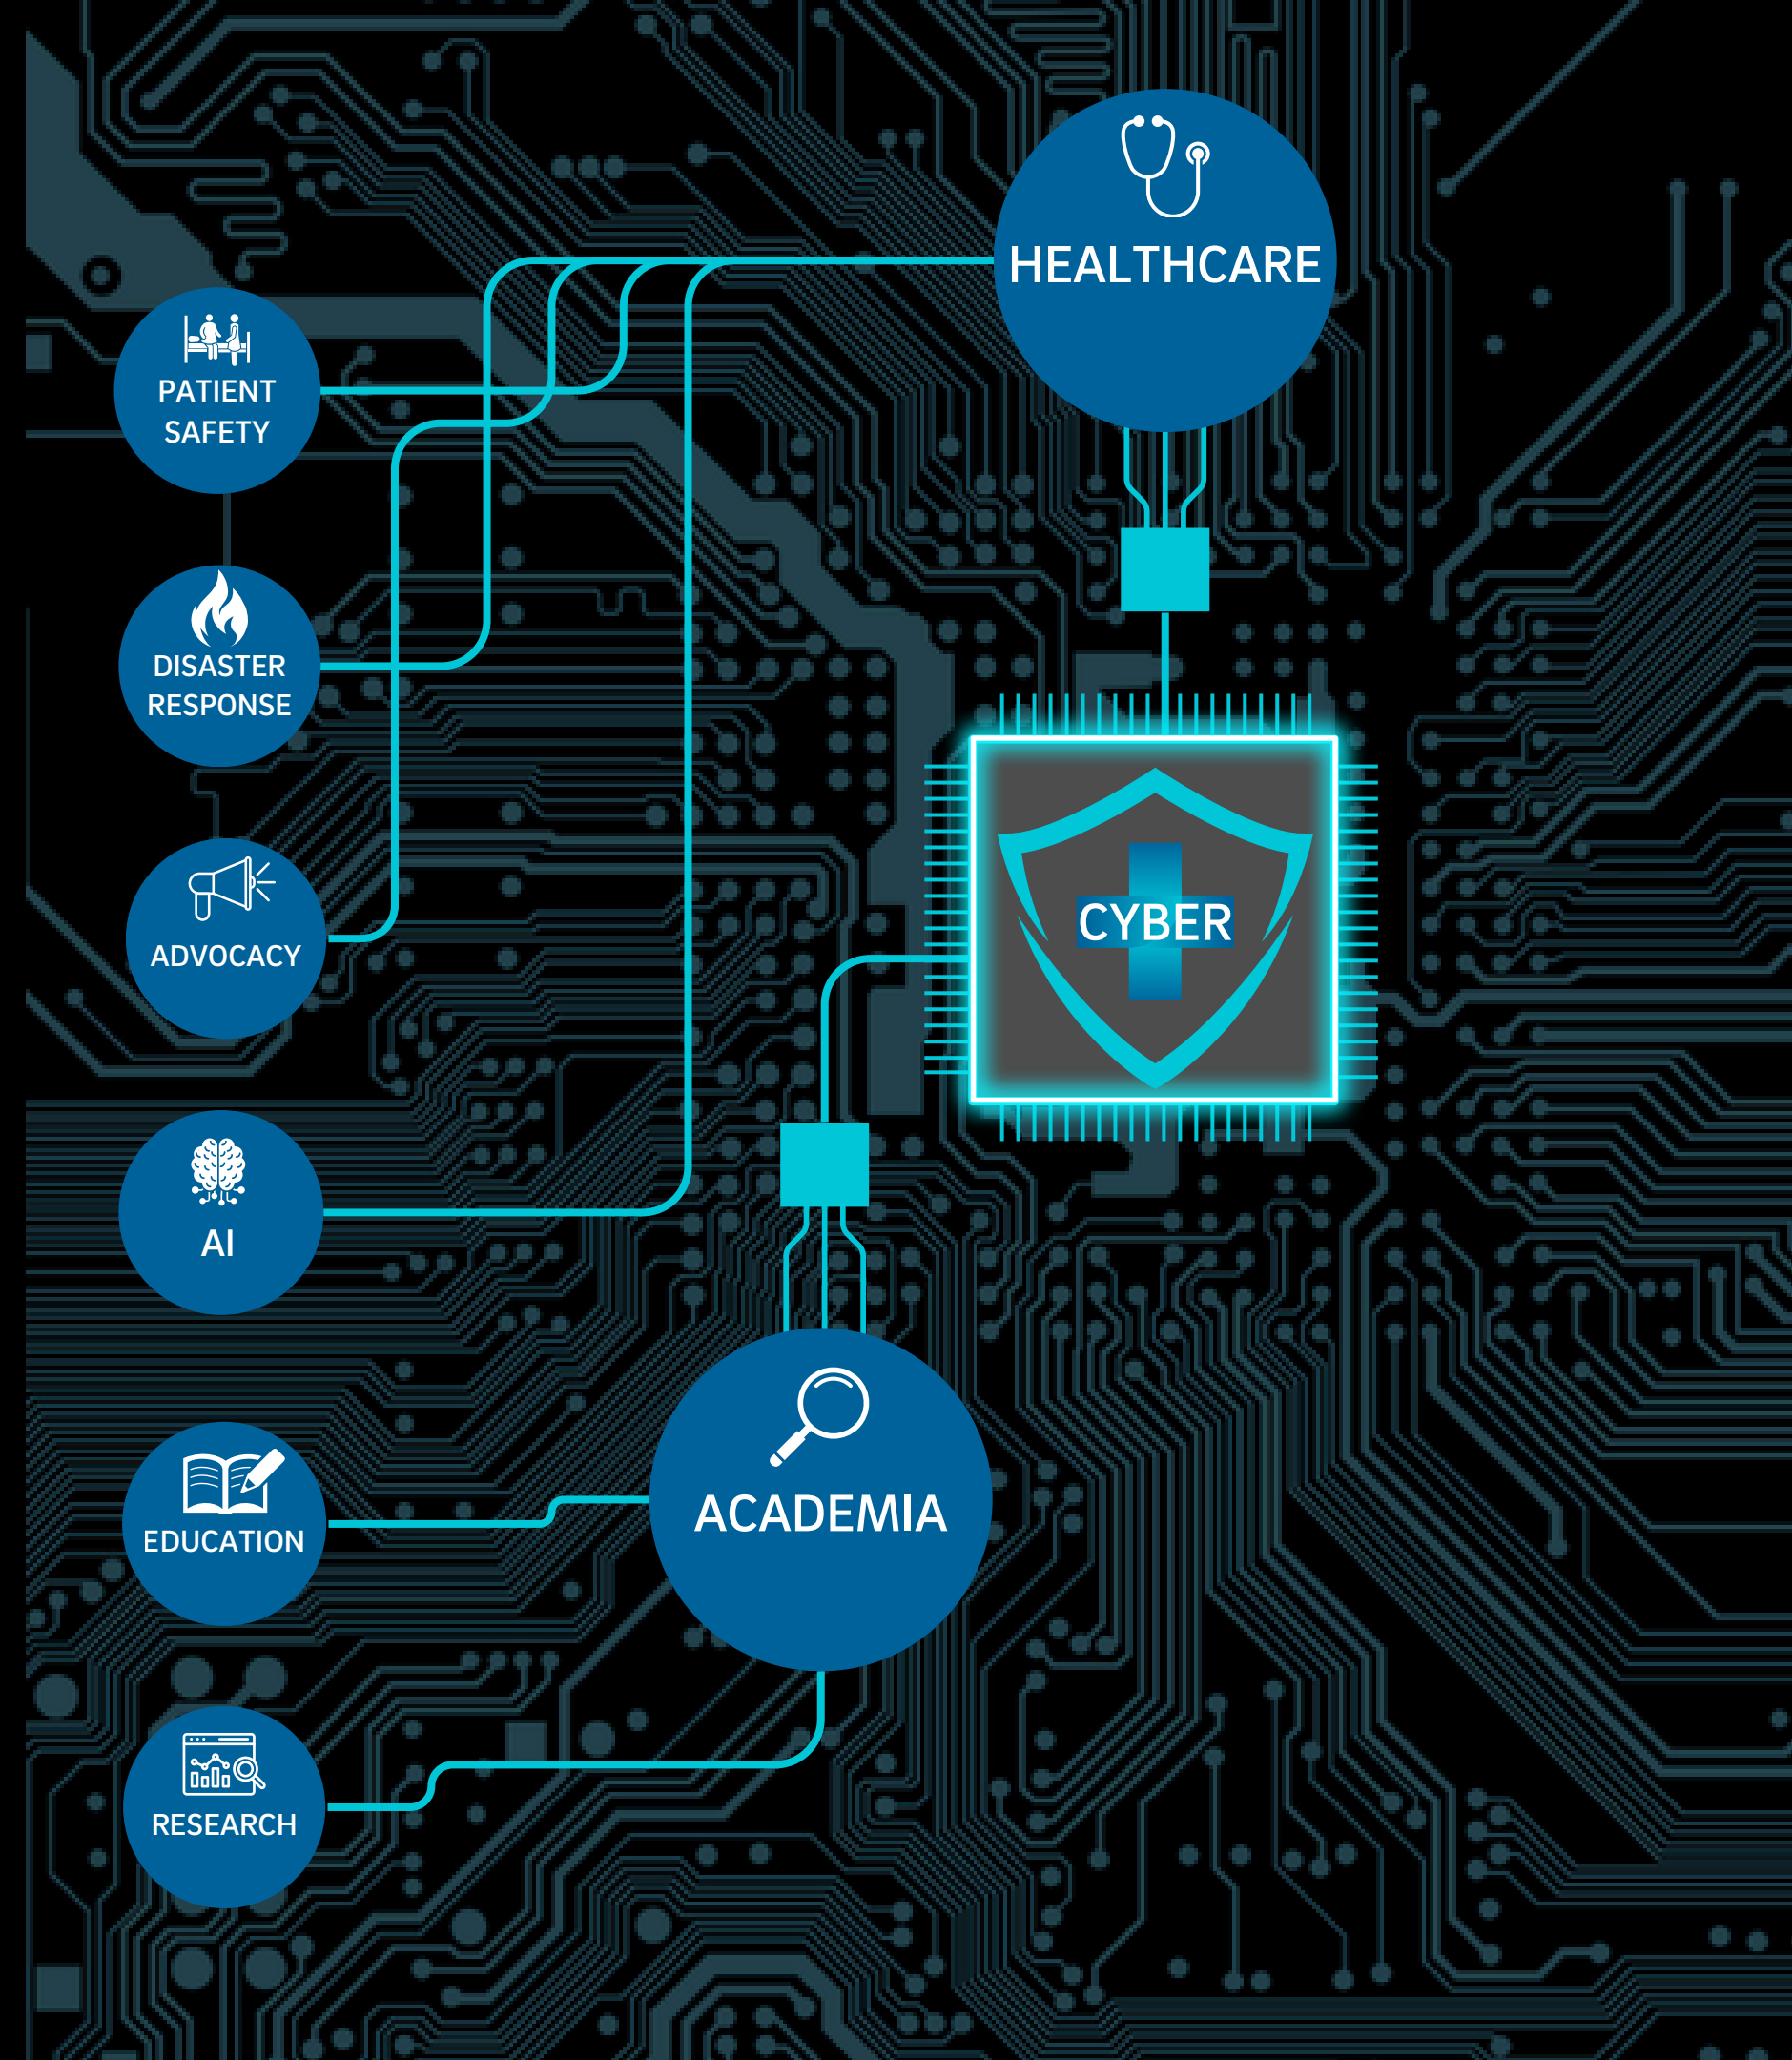 HEALTHCARE
PATIENT
SAFETY
DISASTER
RESPONSE
CYBER
ADVOCACY
AI
ACADEMIA
EDUCATION
RESEARCH